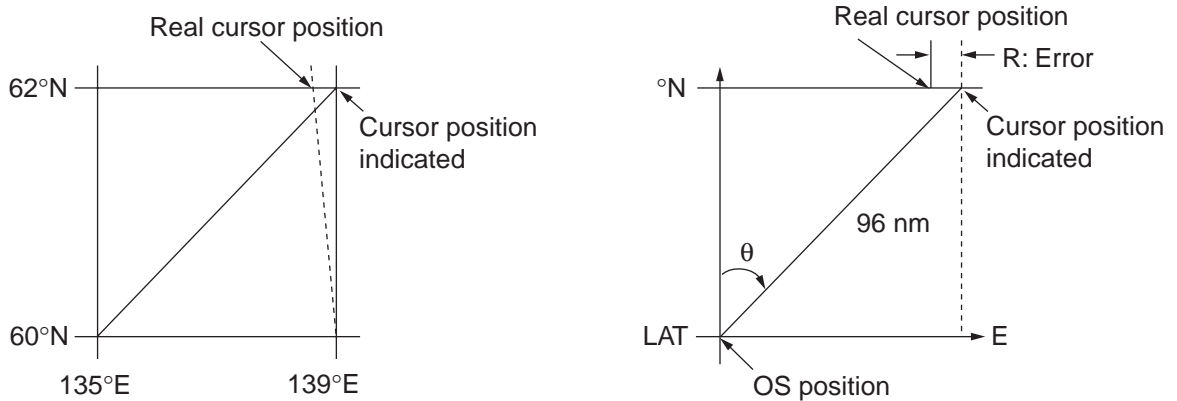 Real cursor position
62°N
Cursor position
indicated
60°N
135°E
139°E
Real cursor position
R: Error
°N
Cursor position
indicated
96 nm
θ
LAT
E
OS position